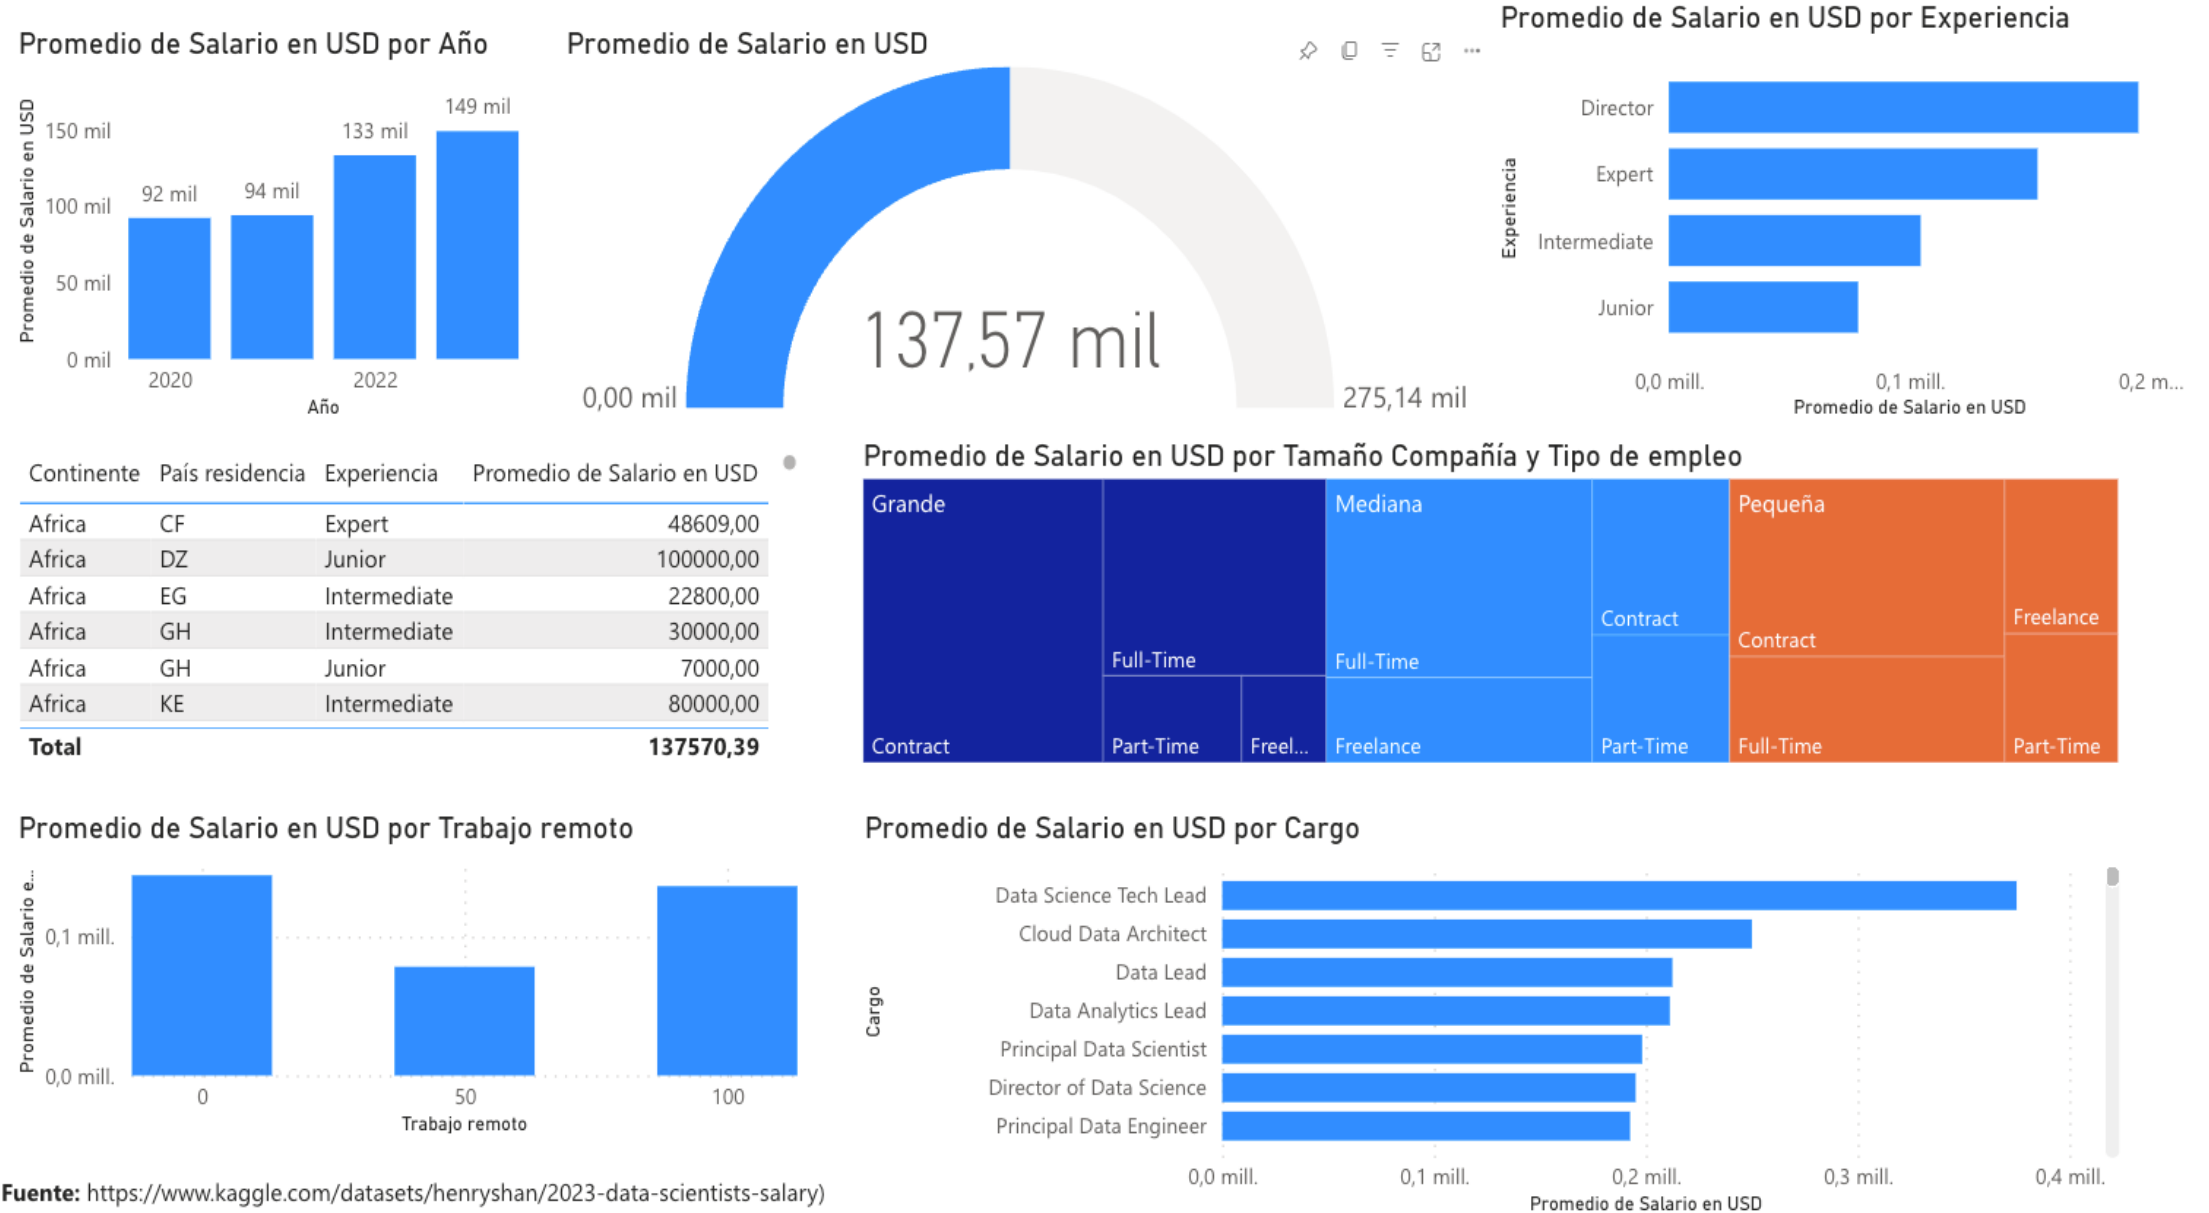 Promedio de Salario en USD por Año
Promedio de Salario en USD
150 mil
100 mil
50 mil
0 mil
92 mil
94 mil
133 mil
149 mil
2020
2022
Año
Promedio de Salario en USD
137,57 mil
0,00 mil
275,14 mil
Promedio de Salario en USD por Experiencia
Experiencia
Director
Expert
Intermediate
Junior
0,0 mill.
0,1 mill.
0,2 m...
Promedio de Salario en USD
Continente País residencia Experiencia Promedio de Salario en USD
Africa CF Expert 48609,00
Africa DZ Junior 100000,00
Africa EG Intermediate 22800,00
Africa GH Intermediate 30000,00
Africa GH Junior 7000,00
Africa KE Intermediate 80000,00
Total 137570,39
Promedio de Salario en USD por Tamaño Compañía y Tipo de empleo
Grande
Contract
Full-Time
Part-Time
Freel...
Mediana
Full-Time
Freelance
Contract
Part-Time
Pequeña
Contract
Full-Time
Freelance
Part-Time
Promedio de Salario en USD por Trabajo remoto
Promedio de Salario e...
0,1 mill.
0,0 mill.
0
50
100
Trabajo remoto
Promedio de Salario en USD por Cargo
Cargo
Data Science Tech Lead
Cloud Data Architect
Data Lead
Data Analytics Lead
Principal Data Scientist
Director of Data Science
Principal Data Engineer
0,0 mill.
0,1 mill.
0,2 mill.
0,3 mill.
0,4 mill.
Promedio de Salario en USD
Fuente: https://www.kaggle.com/datasets/henryshan/2023-data-scientists-salary)